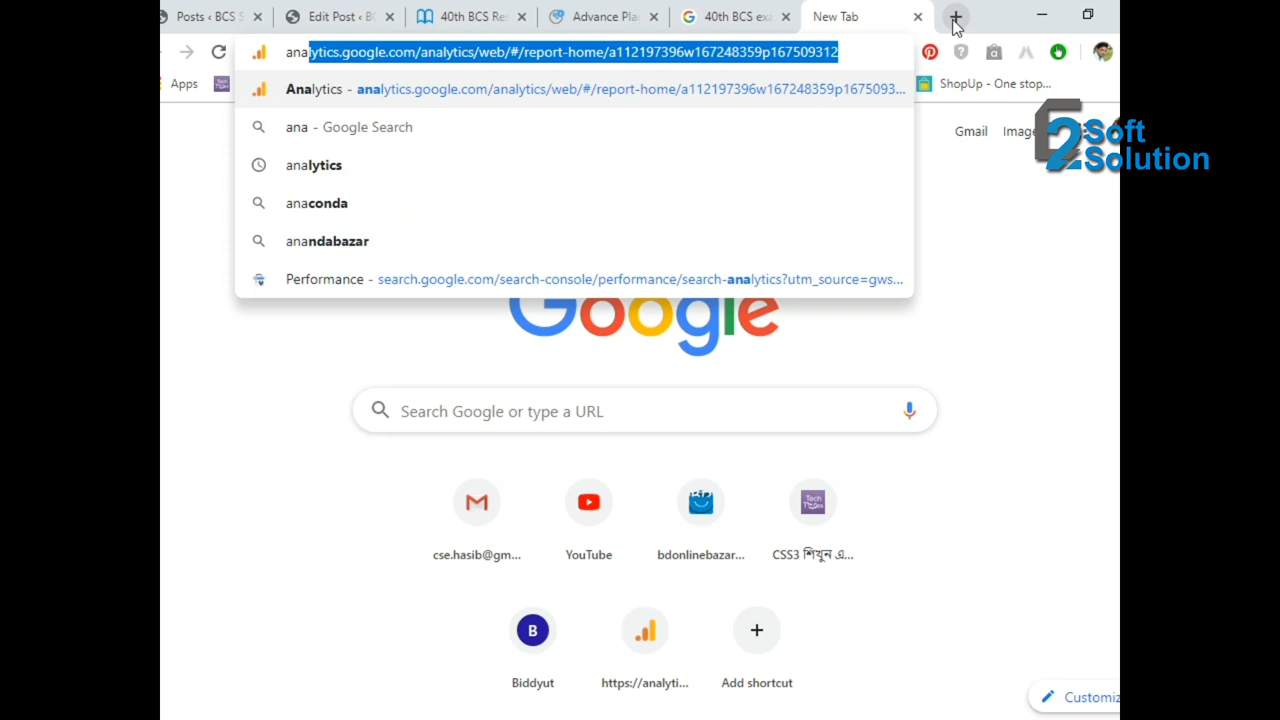 Posts ‹ BCS S
Edit Post ‹ BC
40th BCS Re
Advance Pla
40th BCS ex
New Tab
analytics.google.com/analytics/web/#/report-home/a112197396w167248359p167509312
Analytics - analytics.google.com/analytics/web/#/report-home/a112197396w167248359p1675093...
ana - Google Search
analytics
anaconda
anandabazar
Performance - search.google.com/search-console/performance/search-analytics?utm_source=gws...
Apps
ShopUp - One stop...
Gmail
Image
2Soft
Solution
Google
Search Google or type a URL
cse.hasib@gm...
YouTube
bdonlinebazar...
CSS3 শিখুন এ...
B
Biddyut
https://analyti...
Add shortcut
Customiz